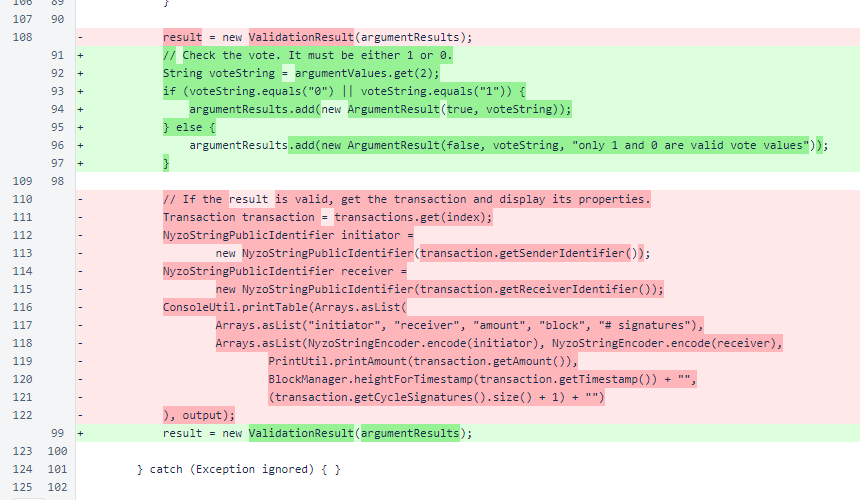 106 89 }
107 90
108 - result = new ValidationResult(argumentResults);
91 + // Check the vote. It must be either 1 or 0.
92 + String voteString = argumentValues.get(2);
93 + if (voteString.equals("0") || voteString.equals("1")) {
94 + argumentResults.add(new ArgumentResult(true, voteString));
95 + } else {
96 + argumentResults.add(new ArgumentResult(false, voteString, "only 1 and 0 are valid vote values"));
97 + }
109 98
110 - // If the result is valid, get the transaction and display its properties.
111 - Transaction transaction = transactions.get(index);
112 - NyzoStringPublicIdentifier initiator =
113 - new NyzoStringPublicIdentifier(transaction.getSenderIdentifier());
114 - NyzoStringPublicIdentifier receiver =
115 - new NyzoStringPublicIdentifier(transaction.getReceiverIdentifier());
116 - ConsoleUtil.printTable(Arrays.asList(
117 - Arrays.asList("initiator", "receiver", "amount", "block", "# signatures"),
118 - Arrays.asList(NyzoStringEncoder.encode(initiator), NyzoStringEncoder.encode(receiver),
119 - PrintUtil.printAmount(transaction.getAmount()),
120 - BlockManager.heightForTimestamp(transaction.getTimestamp()) + "",
121 - (transaction.getCycleSignatures().size() + 1) + "")
122 - ), output);
99 + result = new ValidationResult(argumentResults);
123 100
124 101 } catch (Exception ignored) { }
125 102